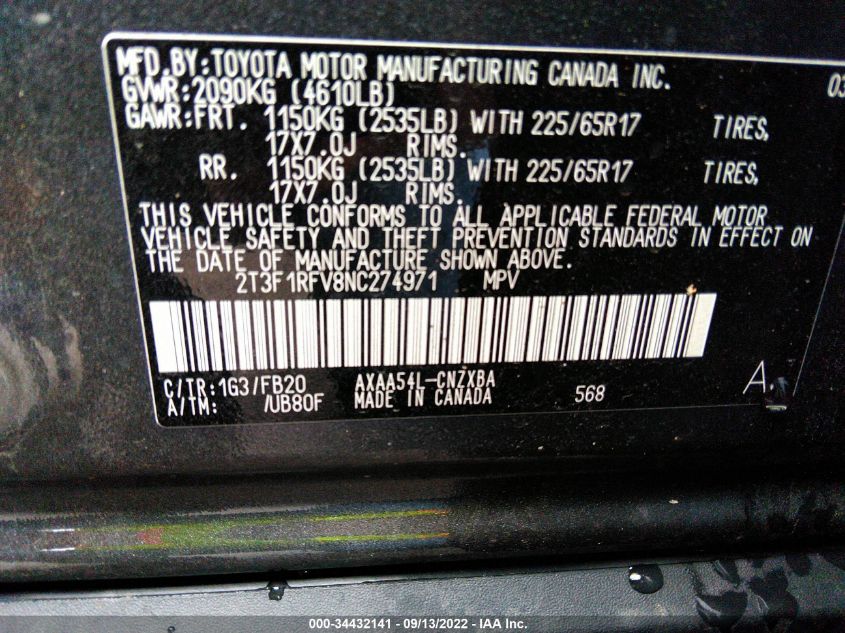 MFD.BY:TOYOTA MOTOR MANUFACTURING CANADA INC. 03
GVWR:2090KG (4610LB)
GAWR:FRT. 1150KG (2535LB) WITH 225/65R17 TIRES,
17X7.0J RIMS.
RR. 1150KG (2535LB) WITH 225/65R17 TIRES,
17X7.0J RIMS.
THIS VEHICLE CONFORMS TO ALL APPLICABLE FEDERAL MOTOR
VEHICLE SAFETY AND THEFT PREVENTION STANDARDS IN EFFECT ON
THE DATE OF MANUFACTURE SHOWN ABOVE.
2T3F1RFV8NC274971 MPV
C/TR:1G3/FB20 AXAA54L-CNZXBA
A/TM: /UB80F MADE IN CANADA 568 A.
000-34432141 - 09/13/2022 - IAA Inc.